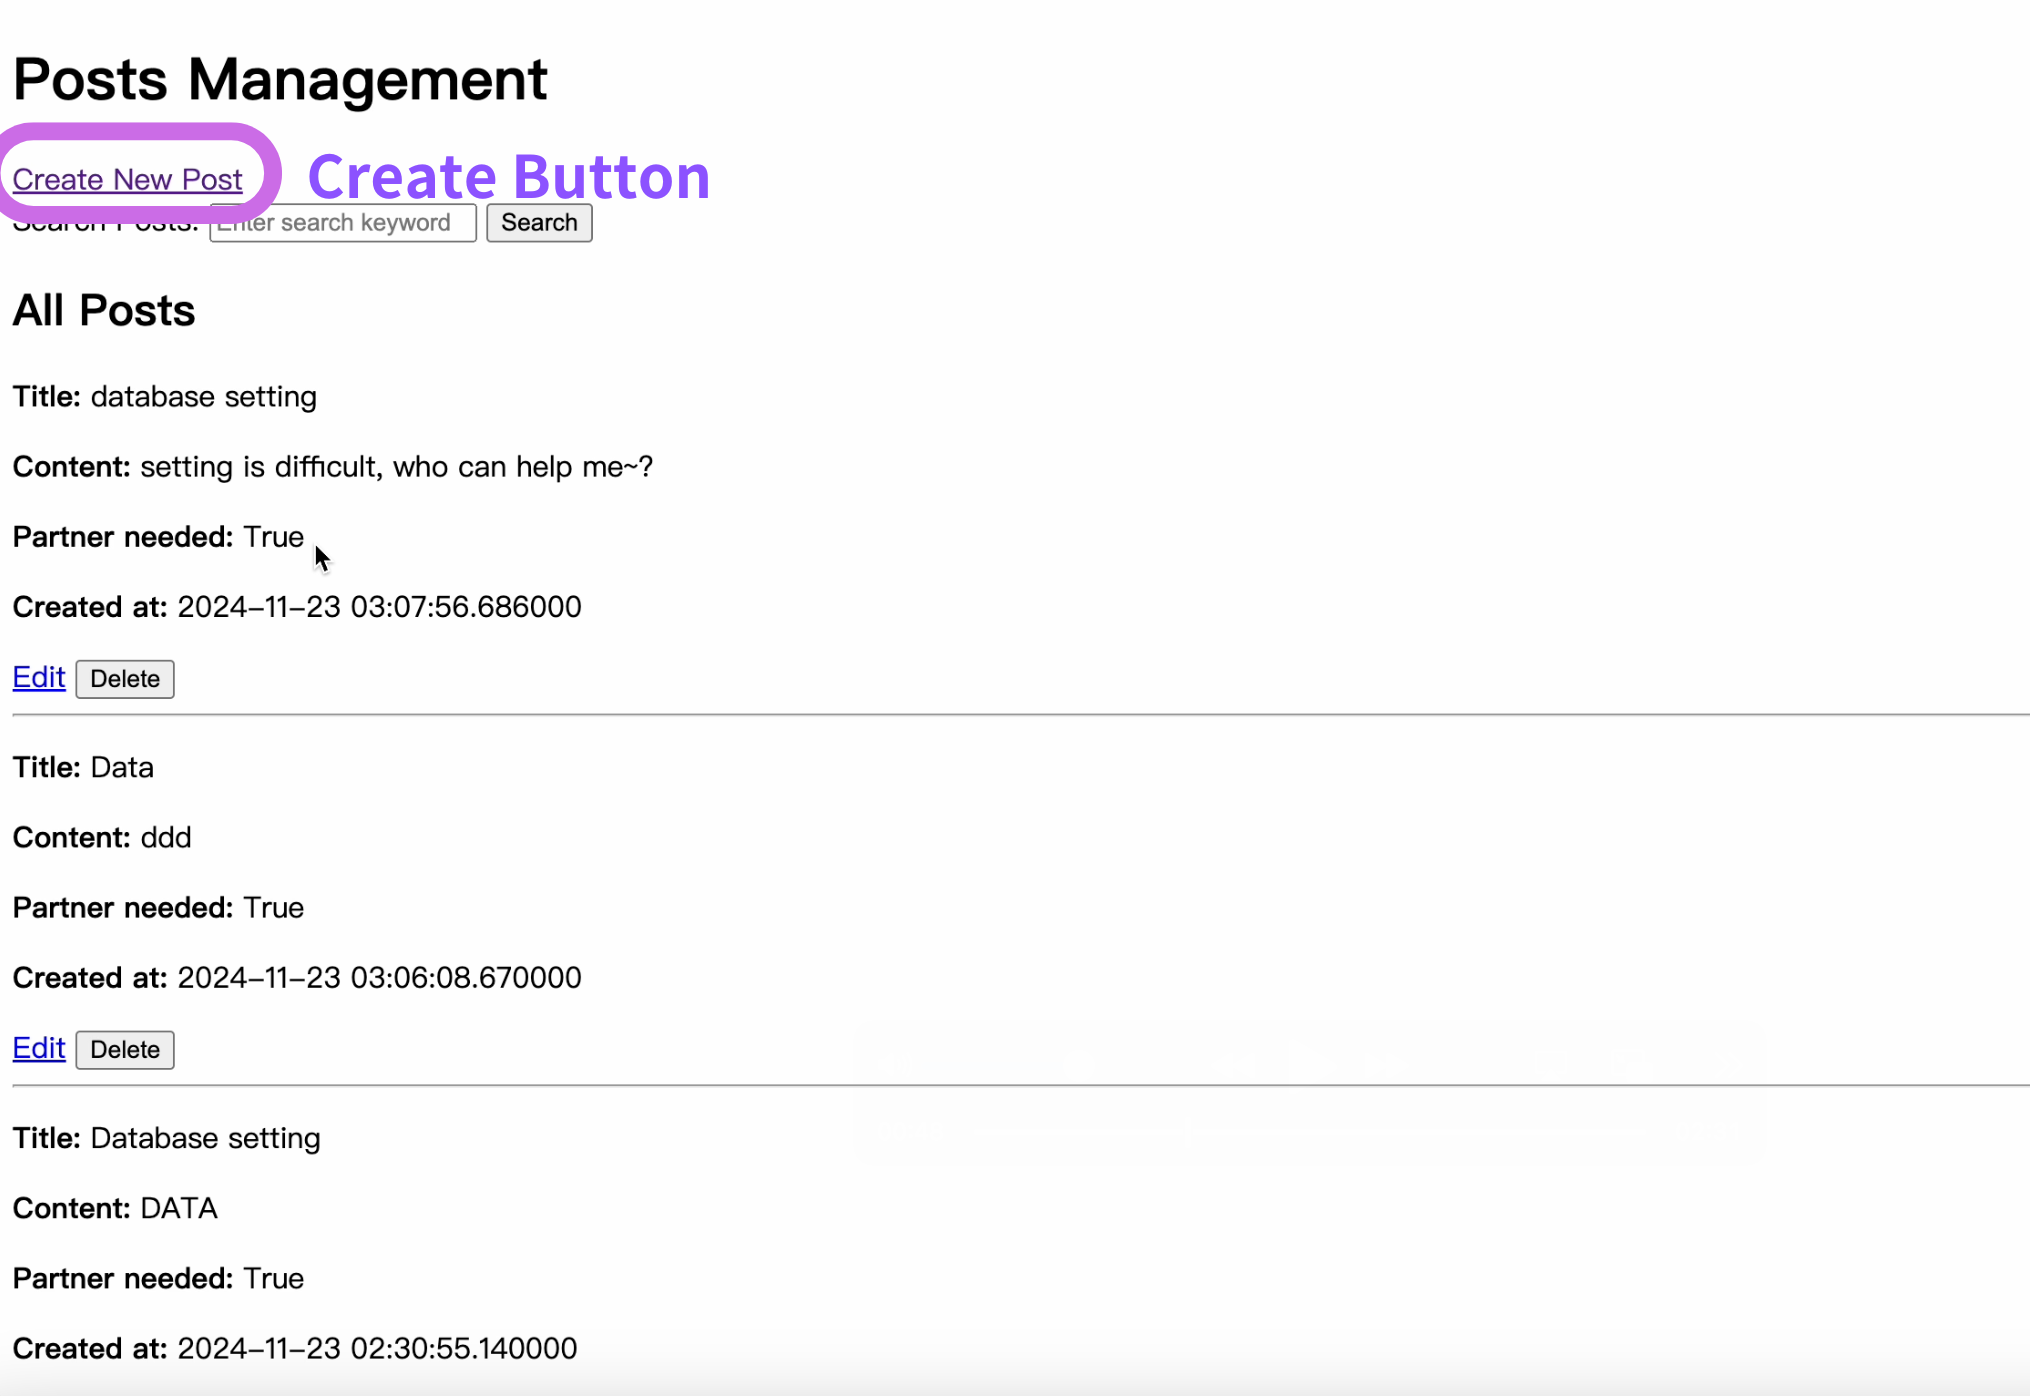 Posts Management
Create New Post Create Button
Search Posts: Enter search keyword Search
All Posts
Title: database setting
Content: setting is difficult, who can help me~?
Partner needed: True
Created at: 2024-11-23 03:07:56.686000
Edit Delete
Title: Data
Content: ddd
Partner needed: True
Created at: 2024-11-23 03:06:08.670000
Edit Delete
Title: Database setting
Content: DATA
Partner needed: True
Created at: 2024-11-23 02:30:55.140000